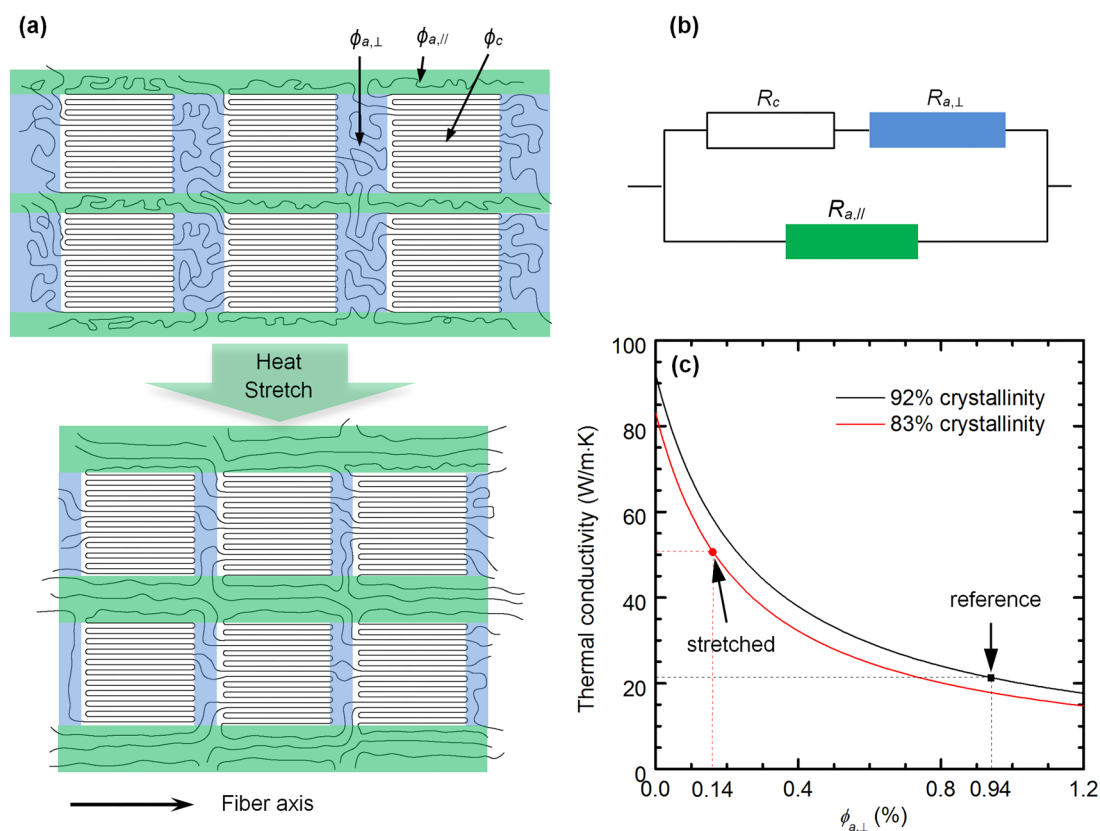 (a)
ϕa,⊥
ϕa,//
ϕc
Heat
Stretch
Fiber axis
(b)
Rc
Ra,⊥
Ra,//
(c)
92% crystallinity
83% crystallinity
Thermal conductivity (W/m·K)
100
80
60
40
20
0
stretched
reference
0.0
0.14
0.4
0.8
0.94
1.2
ϕa,⊥ (%)